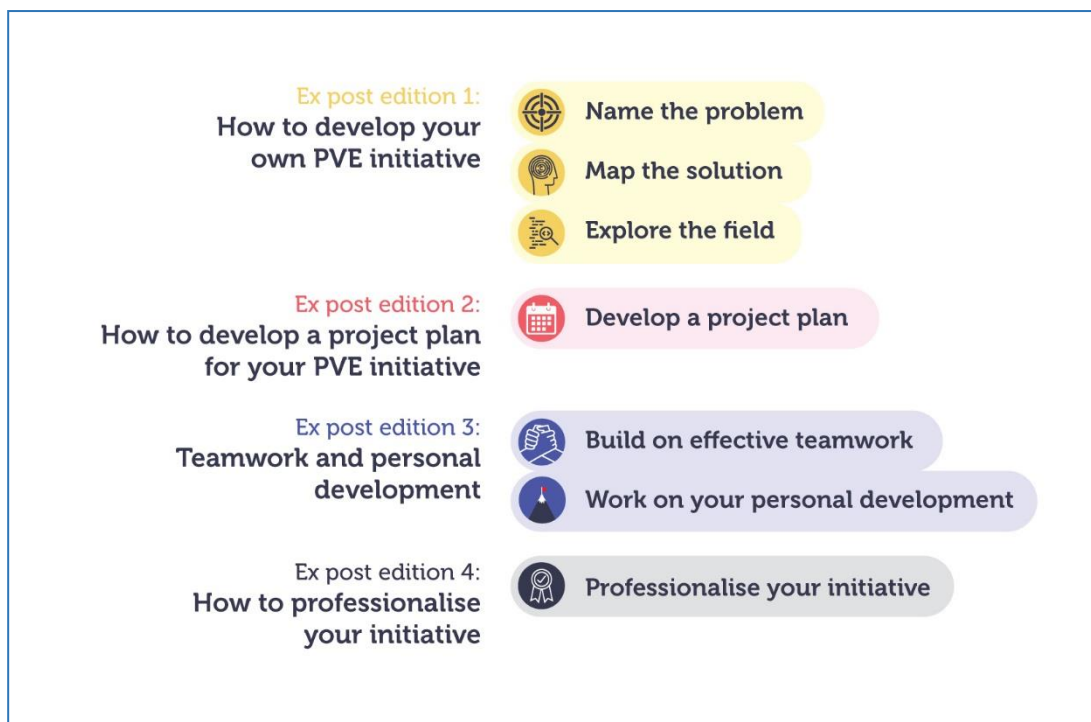 Ex post edition 1:
How to develop your
own PVE initiative
Name the problem
Map the solution
Explore the field
Ex post edition 2:
How to develop a project plan
for your PVE initiative
Develop a project plan
Ex post edition 3:
Teamwork and personal
development
Build on effective teamwork
Work on your personal development
Ex post edition 4:
How to professionalise
your initiative
Professionalise your initiative